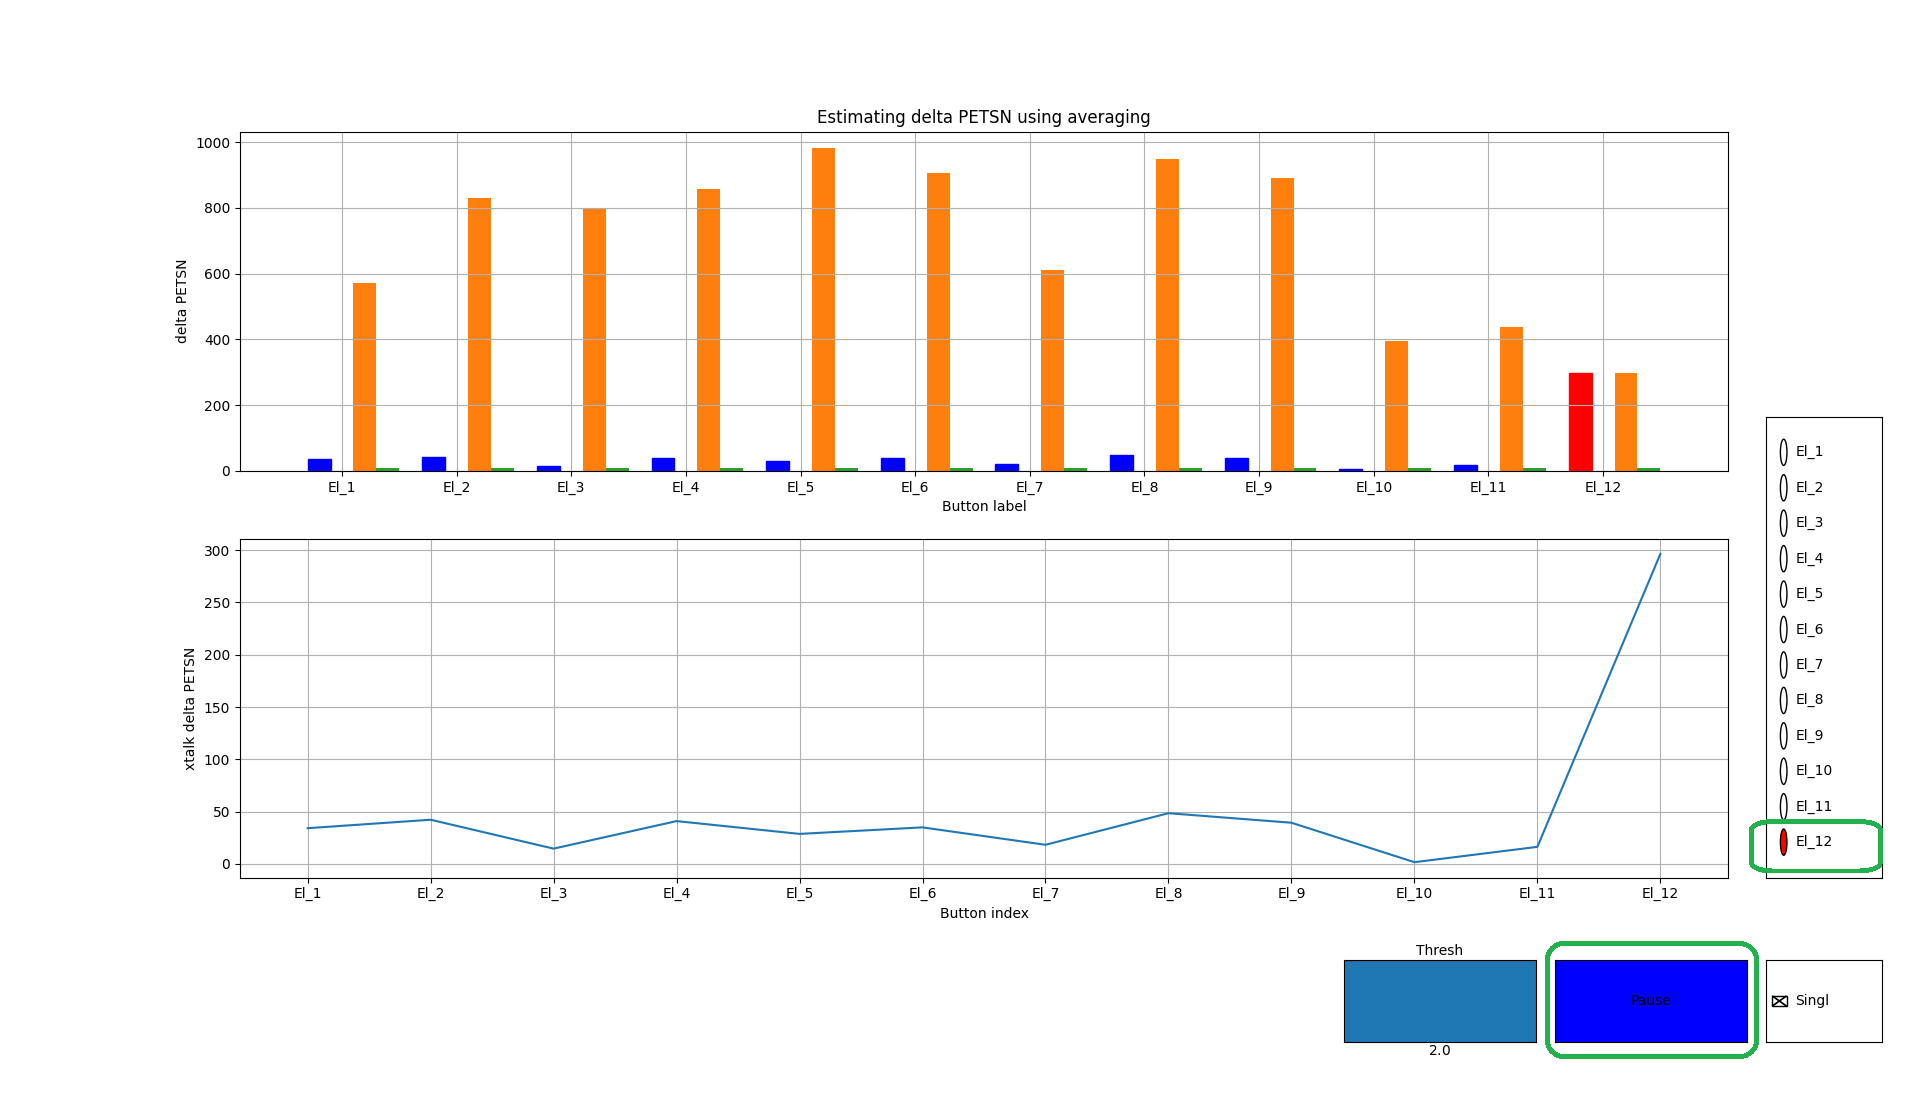 Estimating delta PETSN using averaging
1000
800
600
400
200
0
delta PETSN
El_1 El_2 El_3 El_4 El_5 El_6 El_7 El_8 El_9 El_10 El_11 El_12
Button label
300
250
200
150
100
50
0
xtalk delta PETSN
El_1 El_2 El_3 El_4 El_5 El_6 El_7 El_8 El_9 El_10 El_11 El_12
Button index
El_1
El_2
El_3
El_4
El_5
El_6
El_7
El_8
El_9
El_10
El_11
El_12
Thresh
2.0
Pause
Singl